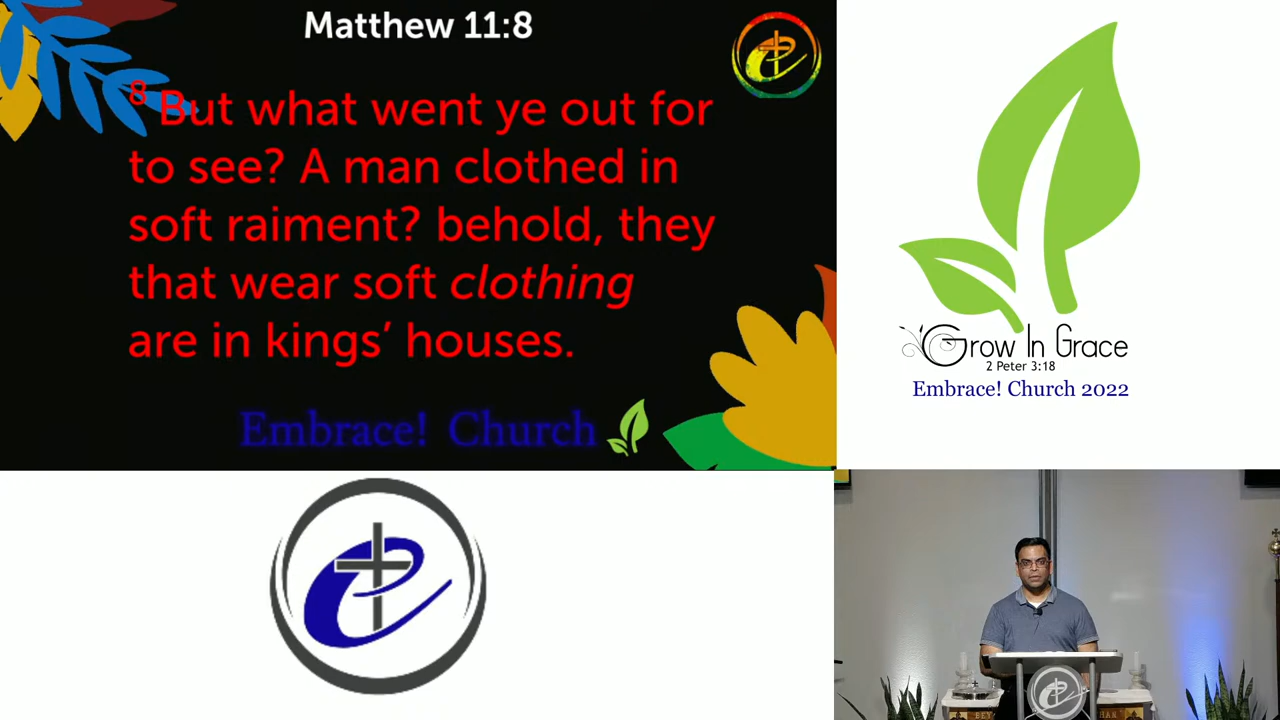 Matthew 11:8
8 But what went ye out for
to see? A man clothed in
soft raiment? behold, they
that wear soft clothing
are in kings’ houses.
Embrace! Church
Grow In Grace
2 Peter 3:18
Embrace! Church 2022